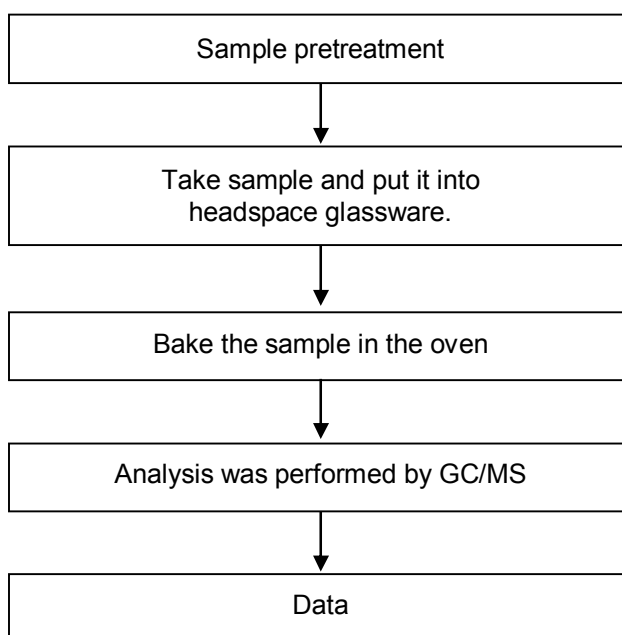 Sample pretreatment
Take sample and put it into
headspace glassware.
Bake the sample in the oven
Analysis was performed by GC/MS
Data